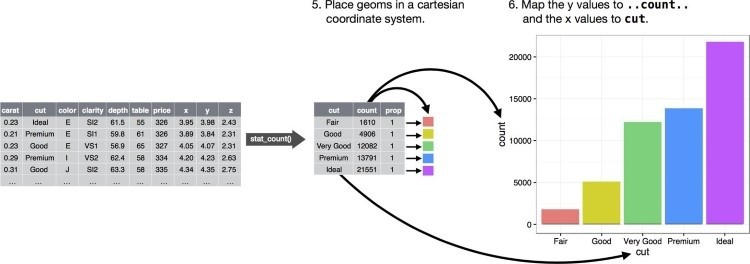 5. Place geoms in a cartesian
coordinate system.
6. Map the y values to ..count..
and the x values to cut.
carat cut color clarity depth table price x y z
0.23 Ideal E SI2 61.5 55 326 3.95 3.98 2.43
0.21 Premium E SI1 59.8 61 326 3.89 3.84 2.31
0.23 Good E VS1 56.9 65 327 4.05 4.07 2.31
0.29 Premium I VS2 62.4 58 334 4.20 4.23 2.63
0.31 Good J SI2 63.3 58 335 4.34 4.35 2.75
... ... ... ... ... ... ... ... ... ...
stat_count()
cut count prop
Fair 1610 1
Good 4906 1
Very Good 12082 1
Premium 13791 1
Ideal 21551 1
count
20000
15000
10000
5000
0
Fair Good Very Good Premium Ideal
cut